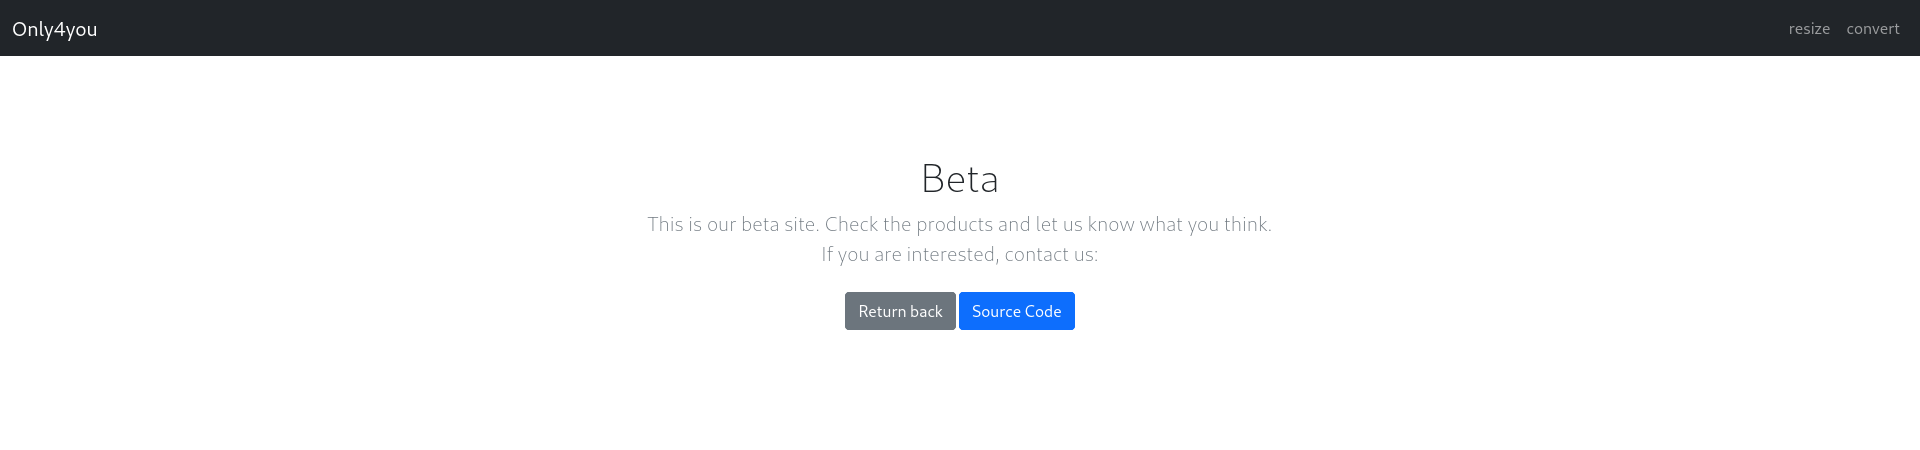 Only4you
resize convert
Beta
This is our beta site. Check the products and let us know what you think.
If you are interested, contact us:
Return back Source Code